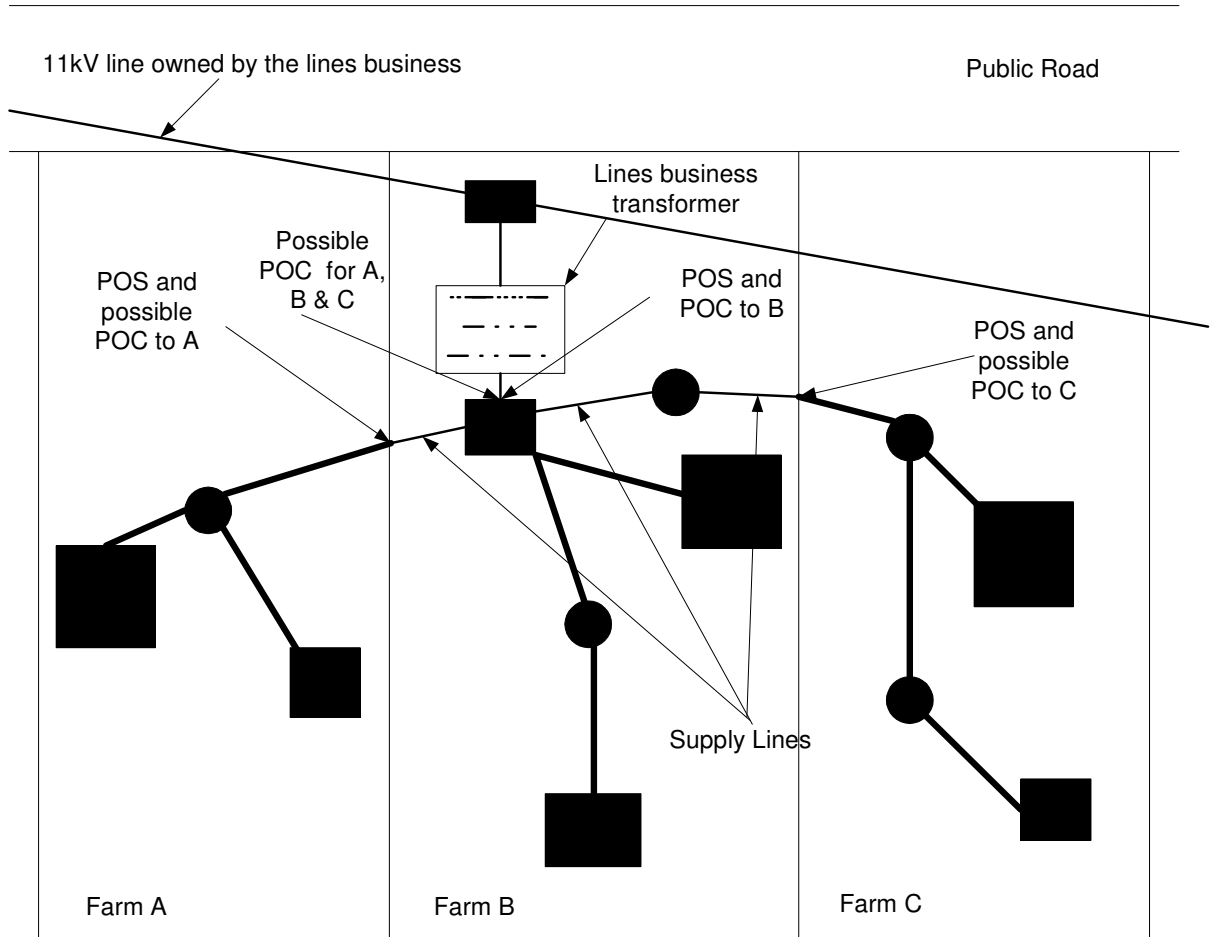 11kV line owned by the lines business
Public Road
Lines business
transformer
Possible
POC for A,
B & C
POS and
possible
POC to A
POS and
POC to B
POS and
possible
POC to C
Supply Lines
Farm A
Farm B
Farm C